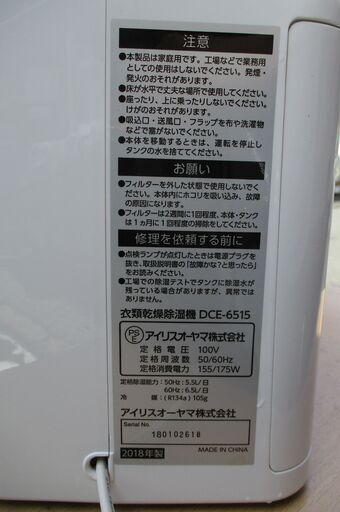 注意
●本製品は家庭用です。工場などで業務用
としての使用はしないでください。発煙・
発火のおそれがあります。
●床が水平で丈夫な場所で使用してください。
●座ったり、上に乗ったりしないでください。
けがのおそれがあります。
●吸込口・送風口・フラップを布や洗濯物
などで塞がないでください。
●本体を移動するときは、運転を停止し
タンクの水を捨ててください。
お願い
●フィルターを外した状態で使用しないで
ください。本体内にホコリを吸い込み、故障
の原因になります。
●フィルターは2週間に1回程度、本体・タンク
は1ヵ月に1回程度お手入れしてください。
修理を依頼する前に
●点検ランプが点灯したときは電源プラグを
抜き、取扱説明書の「故障かな？と思ったら」
をお読みください。
●工場での除湿テストでタンクに除湿水が
残っている場合がありますが、異常では
ありません。
衣類乾燥除湿機 DCE-6515
PSE アイリスオーヤマ株式会社
定格電圧 100V
定格周波数 50/60Hz
定格消費電力 155/175W
定格除湿能力：50Hz：5.5L/日
60Hz：6.5L/日
冷媒：(R134a) 105g
アイリスオーヤマ株式会社
Serial No.
180102618
2018年製 MADE IN CHINA